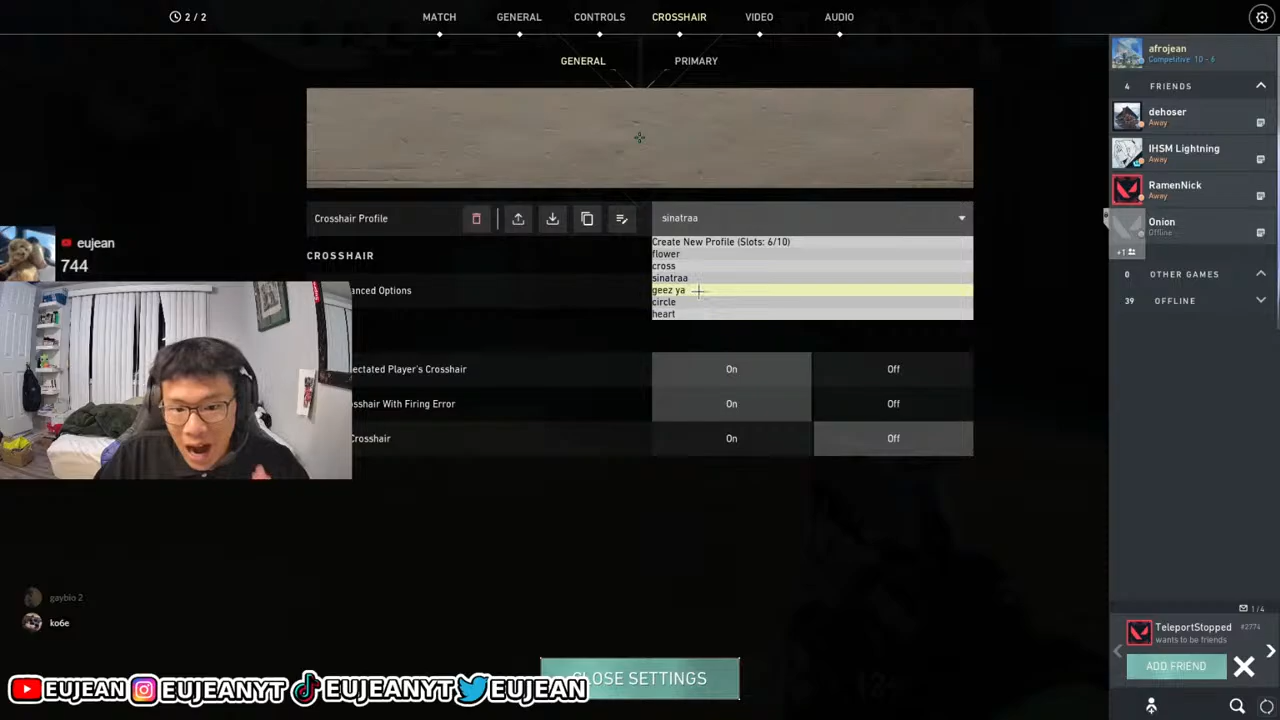 2 / 2
MATCH
GENERAL
CONTROLS
CROSSHAIR
VIDEO
AUDIO
GENERAL
PRIMARY
Crosshair Profile
sinatraa
Create New Profile (Slots: 6/10)
flower
cross
sinatraa
geez ya
circle
heart
CROSSHAIR
anced Options
ectated Player's Crosshair
On
Off
sshair With Firing Error
On
Off
Crosshair
On
Off
eujean
744
gaybio 2
ko6e
CLOSE SETTINGS
EUJEAN
EUJEANYT
EUJEANYT
EUJEAN
afrojean
Competitive: 10 - 6
4 FRIENDS
dehoser
Away
IHSM Lightning
Away
RamenNick
Away
Onion
Offline
+1
0 OTHER GAMES
39 OFFLINE
1/4
TeleportStopped
#2774
wants to be friends
ADD FRIEND